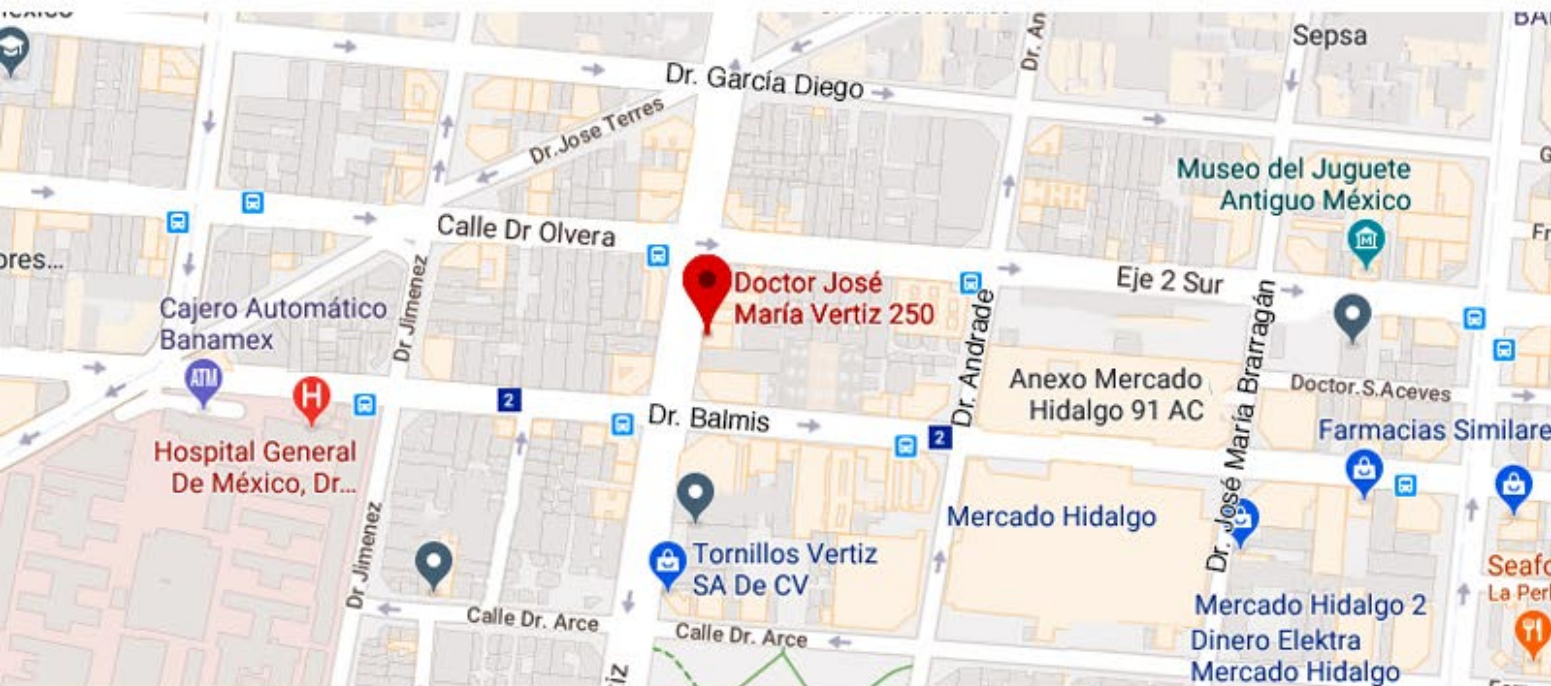 Sepsa
Dr. García Diego
Dr. Jose Terres
Museo del Juguete
Antiguo México
Calle Dr Olvera
Eje 2 Sur
Doctor José
María Vertiz 250
Cajero Automático
Banamex
ATM
Dr Jimenez
H
2
Dr. Balmis
Dr. Andrade
2
Anexo Mercado
Hidalgo 91 AC
Dr. José María Brarragán
Doctor.S.Aceves
Farmacias Similare
Hospital General
De México, Dr...
Mercado Hidalgo
Dr Jimenez
Tornillos Vertiz
SA De CV
Calle Dr. Arce
Calle Dr. Arce
Mercado Hidalgo 2
Dinero Elektra
Mercado Hidalgo
Seafo
La Perl
Dr. An
ores...
M